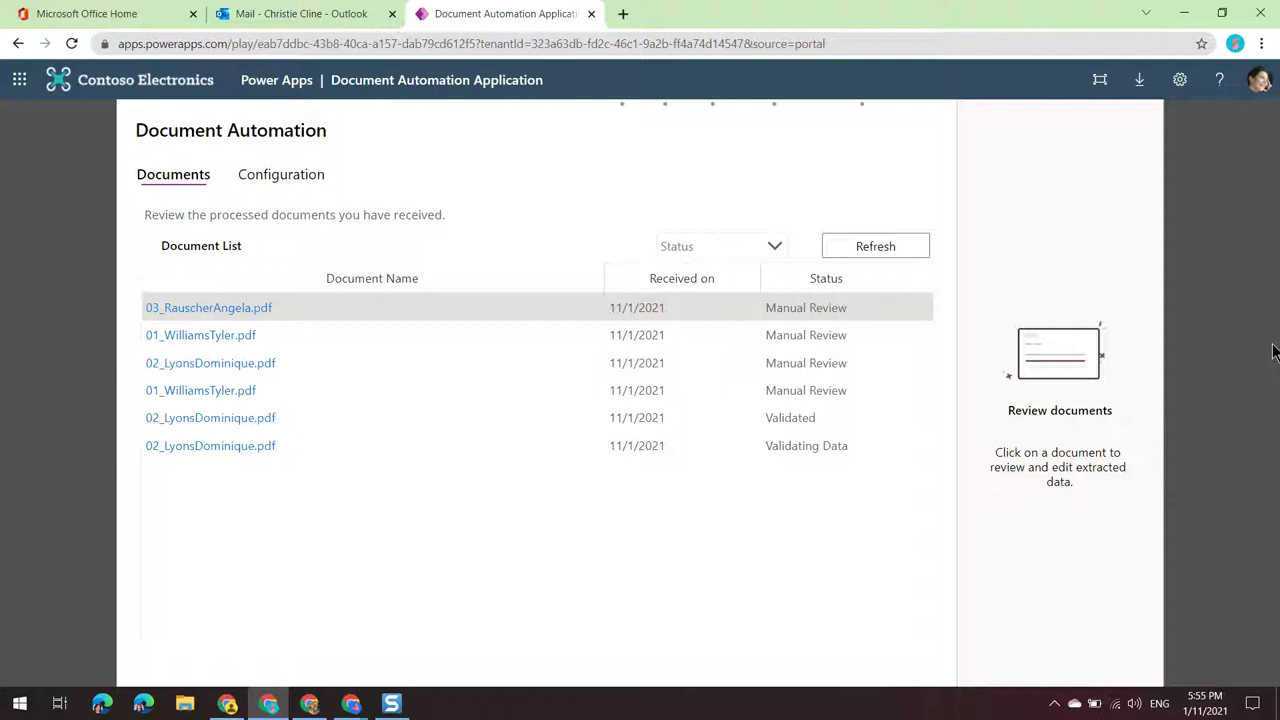 Microsoft Office Home
Mail - Christie Cline - Outlook
Document Automation Applicati
apps.powerapps.com/play/eab7ddbc-43b8-40ca-a157-dab79cd612f5?tenantId=323a63db-fd2c-46c1-9a2b-ff4a74d14547&source=portal
Contoso Electronics
Power Apps | Document Automation Application
?
Document Automation
Documents
Configuration
Review the processed documents you have received.
Document List
Status
Refresh
Document Name
Received on
Status
03_RauscherAngela.pdf 11/1/2021 Manual Review
01_WilliamsTyler.pdf 11/1/2021 Manual Review
02_LyonsDominique.pdf 11/1/2021 Manual Review
01_WilliamsTyler.pdf 11/1/2021 Manual Review
02_LyonsDominique.pdf 11/1/2021 Validated
02_LyonsDominique.pdf 11/1/2021 Validating Data
Review documents
Click on a document to
review and edit extracted
data.
S
ENG
5:55 PM
1/11/2021